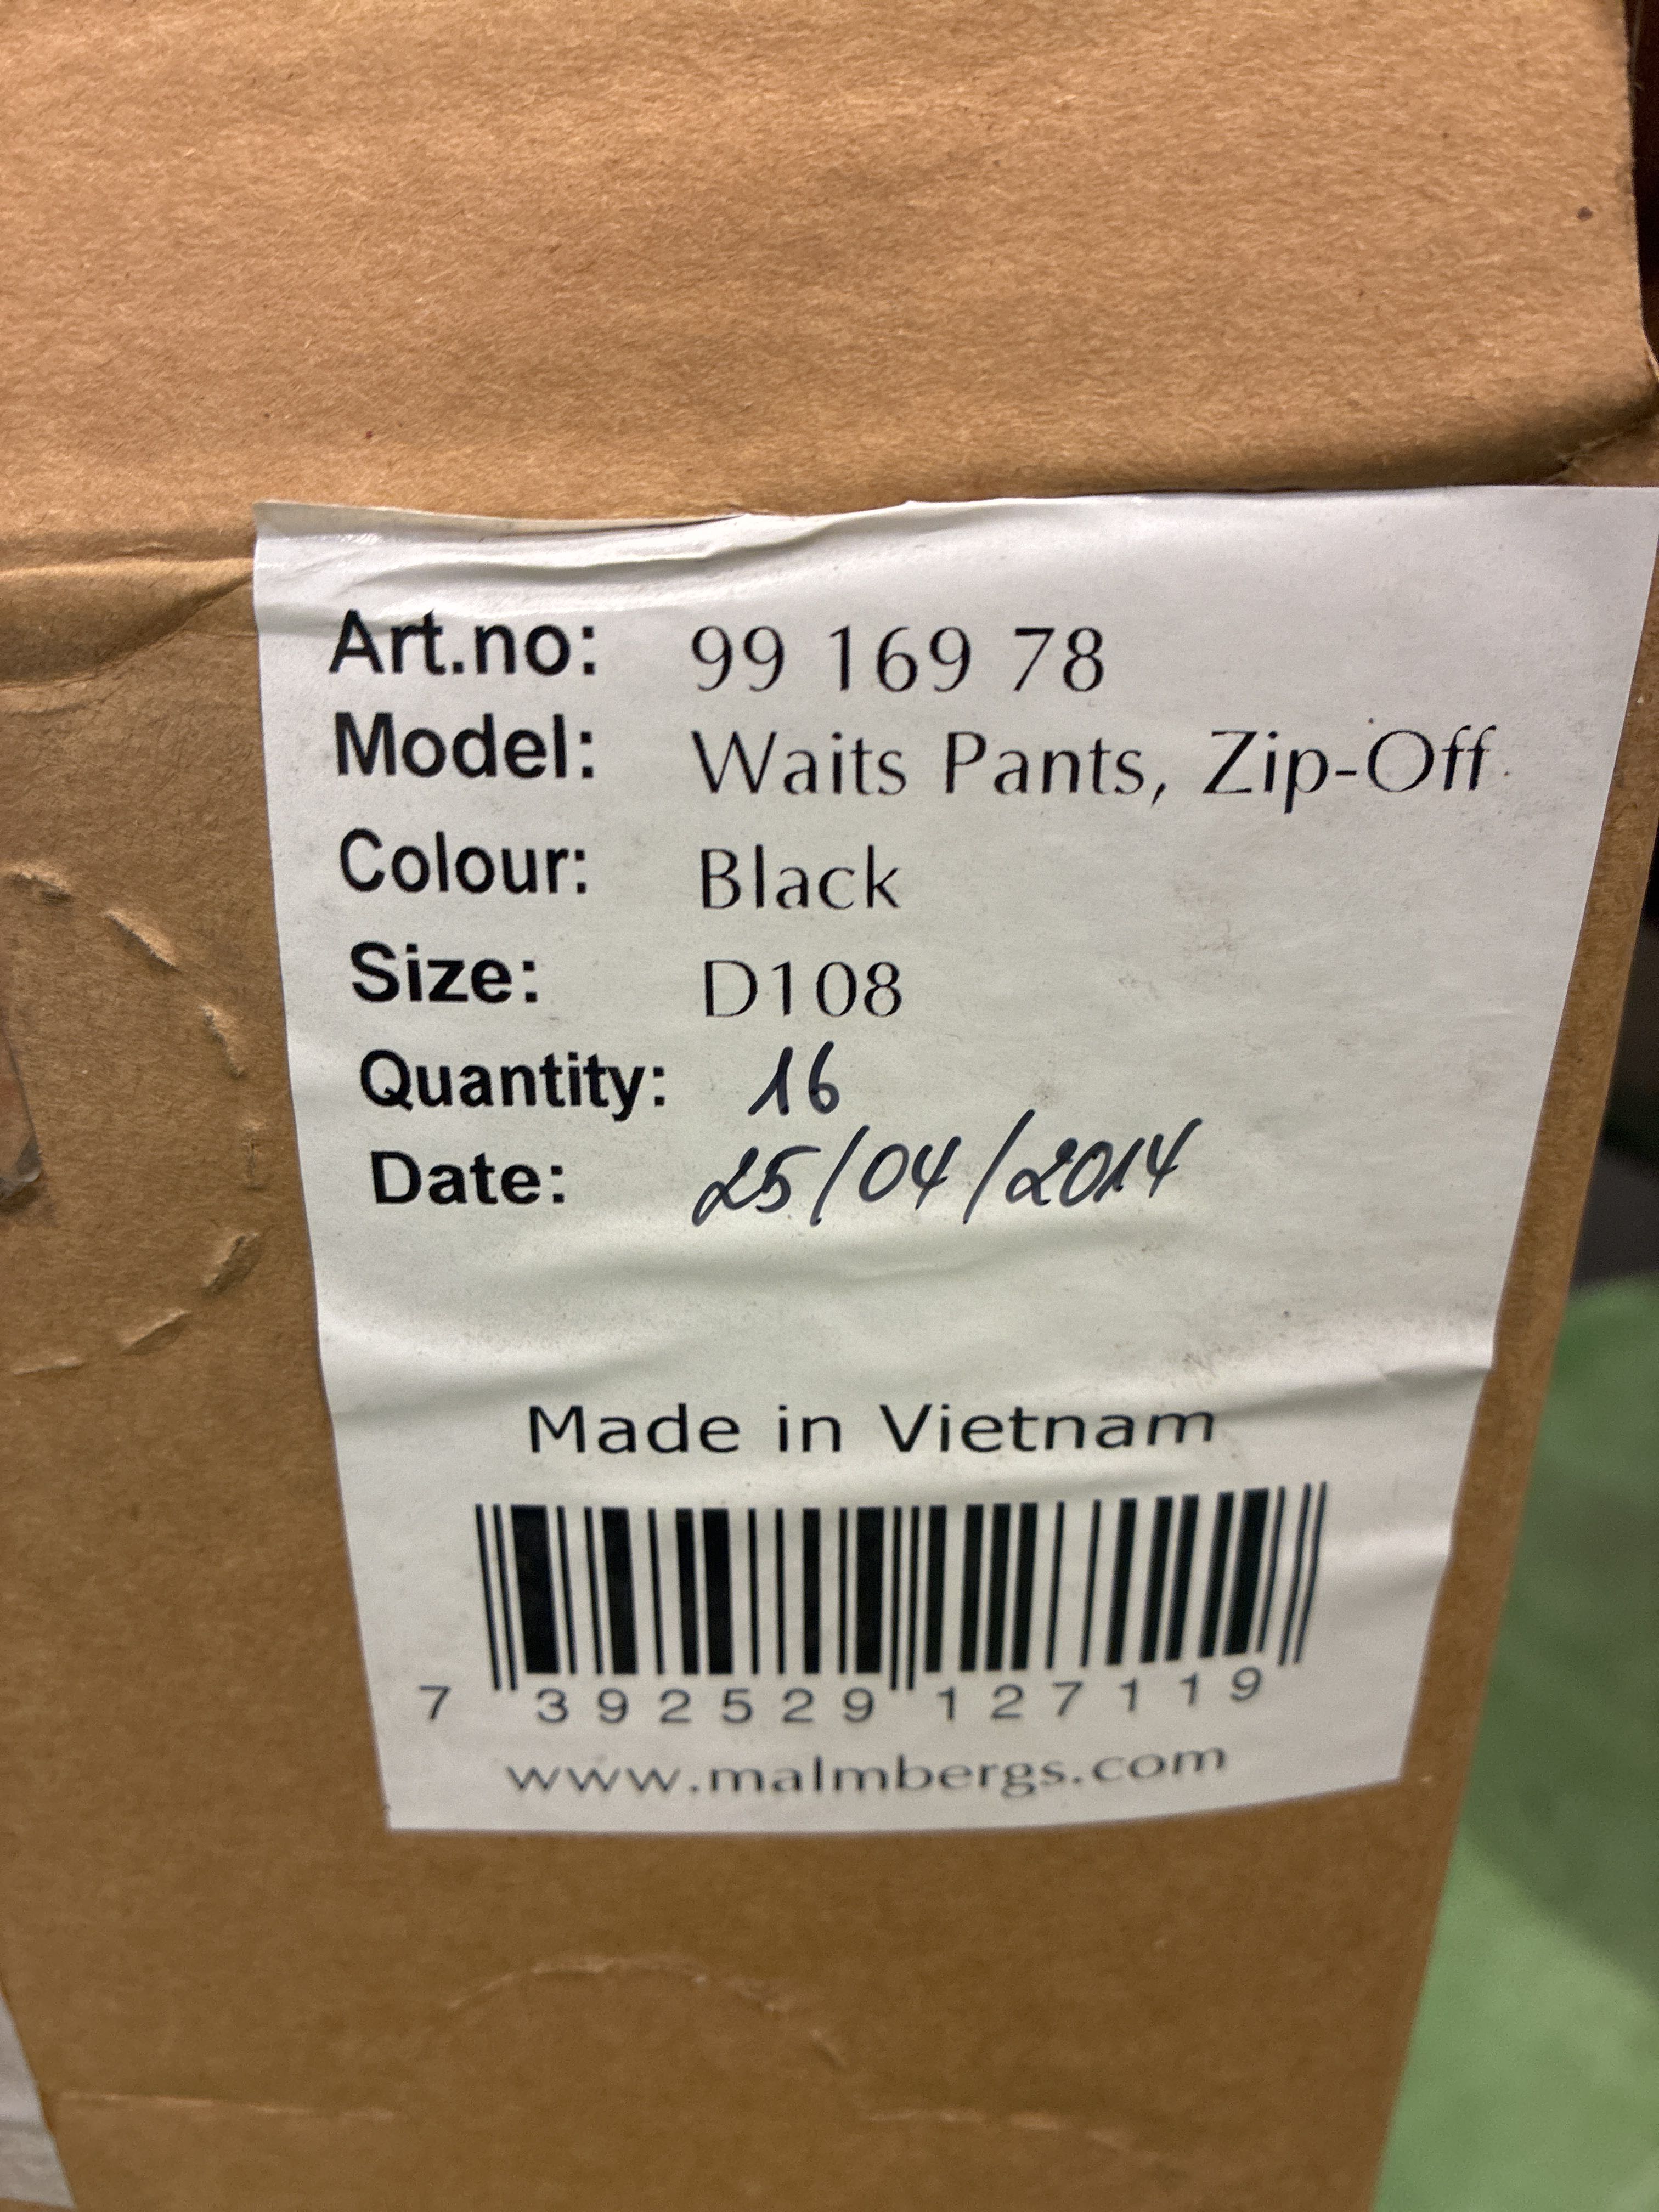 Art.no: 99 169 78
Model: Waits Pants, Zip-Off
Colour: Black
Size: D108
Quantity: 16
Date: 25/04/2014
Made in Vietnam
7 392529 127119
www.malmbergs.com